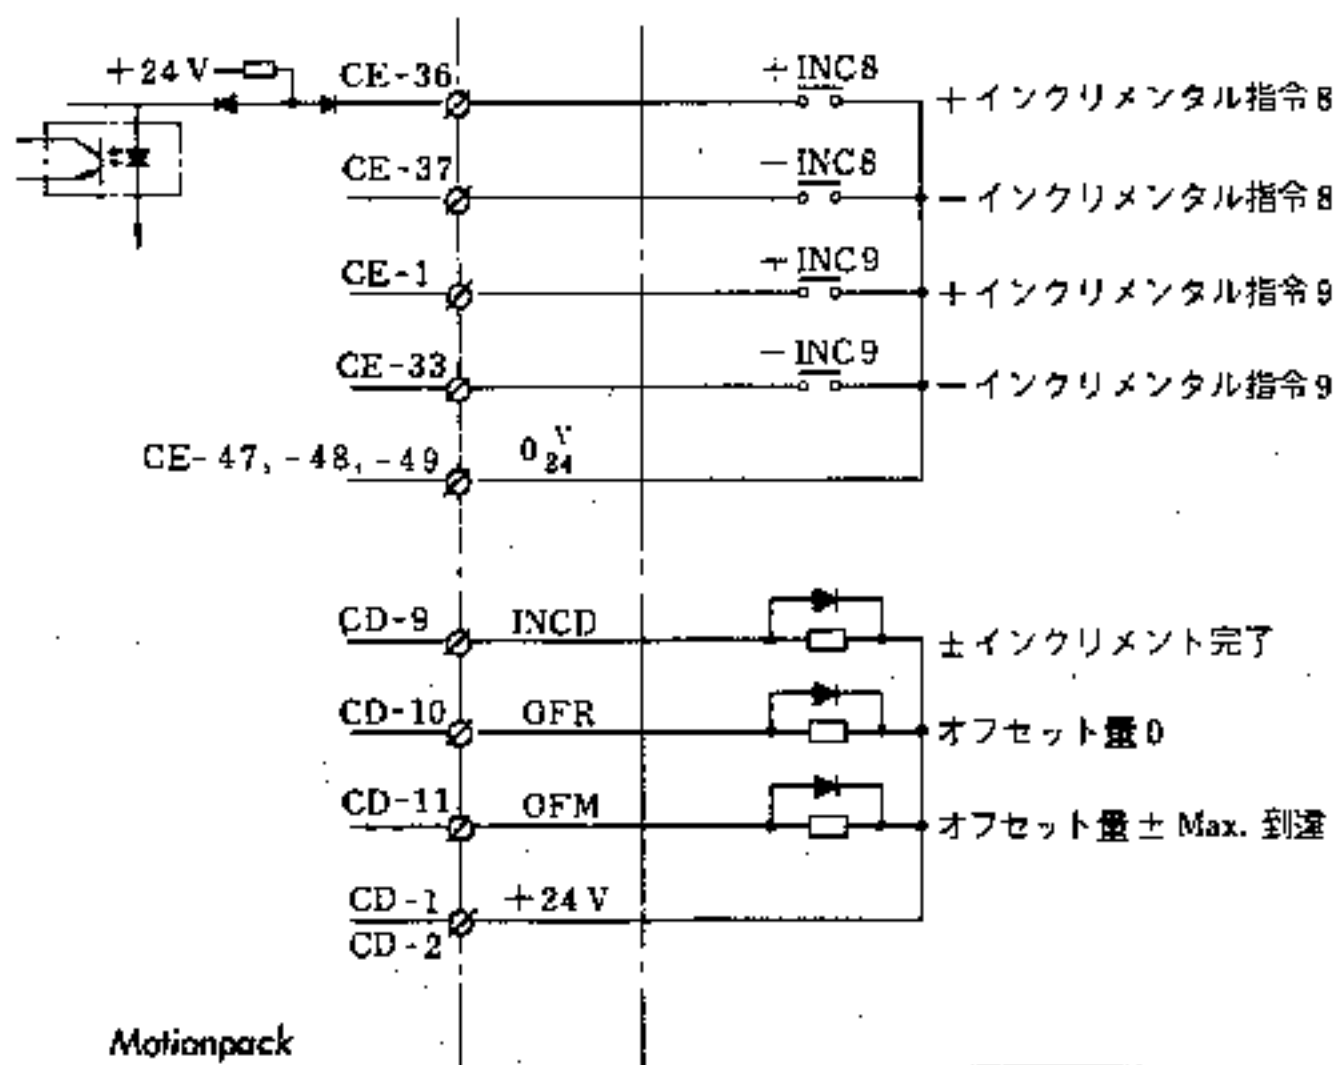 +24V CE-36 +INC8 +インクリメンタル指令8
CE-37 -INC8 -インクリメンタル指令8
CE-1 +INC9 +インクリメンタル指令9
CE-33 -INC9 -インクリメンタル指令9
CE-47, -48, -49 0 V 24
CD-9 INCD ±インクリメント完了
CD-10 OFR オフセット量0
CD-11 OFM オフセット量±Max. 到達
CD-1 +24V
CD-2
Motionpack